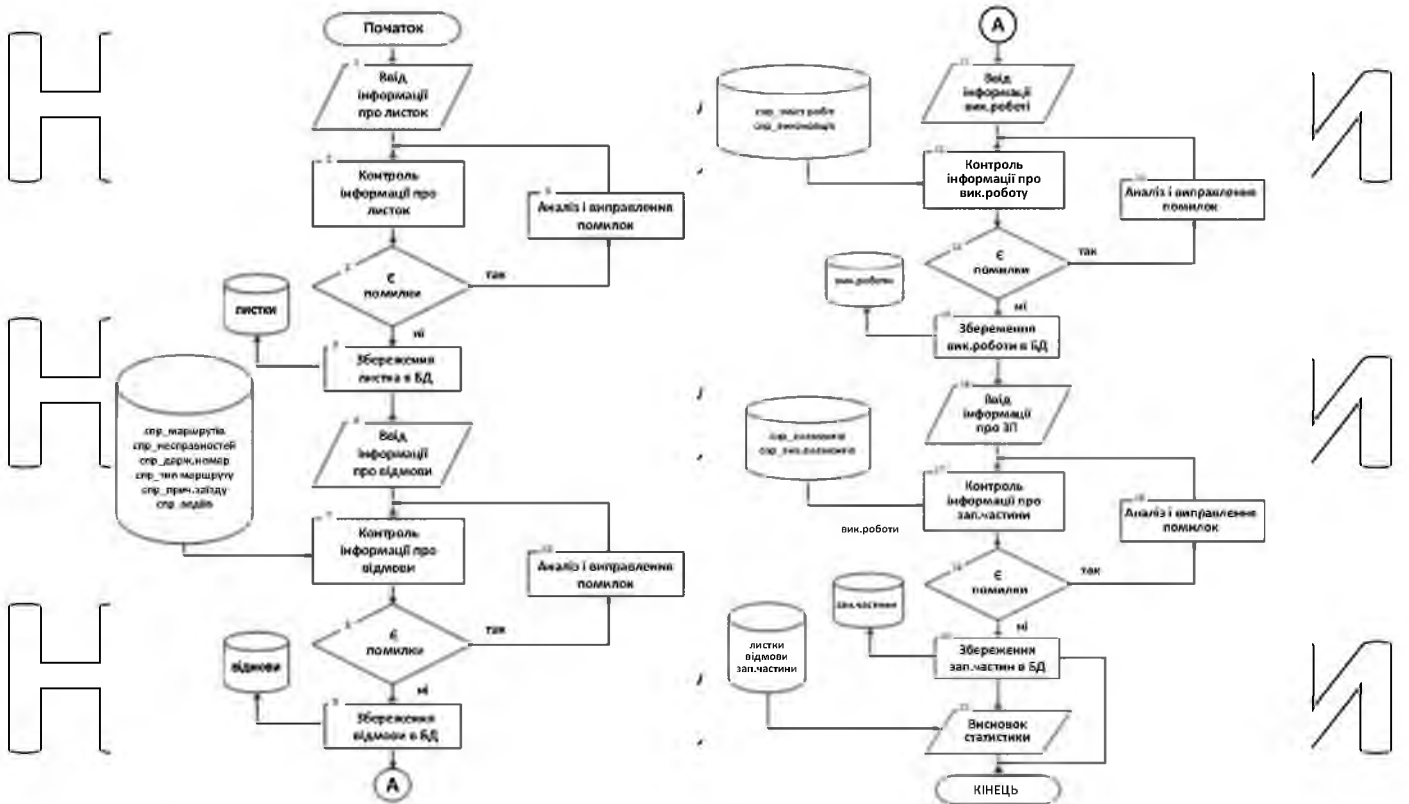 Початок
Ввід
інформації
про листок
Контроль
інформації про
листок
Аналіз і виправлення
помилок
Є
помилки
так
ні
листки
Збереження
листка в БД
спр_маршрутів
спр_несправностей
спр_держ.номер
спр_тип маршруту
спр_прич.заїзду
спр_водіїв
Ввід
інформації
про відмови
Контроль
інформації про
відмови
Аналіз і виправлення
помилок
Є
помилки
так
ні
відмови
Збереження
відмови в БД
А
А
Ввід
інформації
вик.роботі
спр_виконавців
Контроль
інформації про
вик.роботу
Аналіз і виправлення
помилок
Є
помилки
так
ні
вик.роботи
Збереження
вик.роботи в БД
Ввід
інформації
про ЗП
Контроль
інформації про
зап.частини
Аналіз і виправлення
помилок
вик.роботи
Є
помилки
так
ні
зап.частини
Збереження
зап.частин в БД
листки
відмови
зап.частини
Висновок
статистики
КІНЕЦЬ